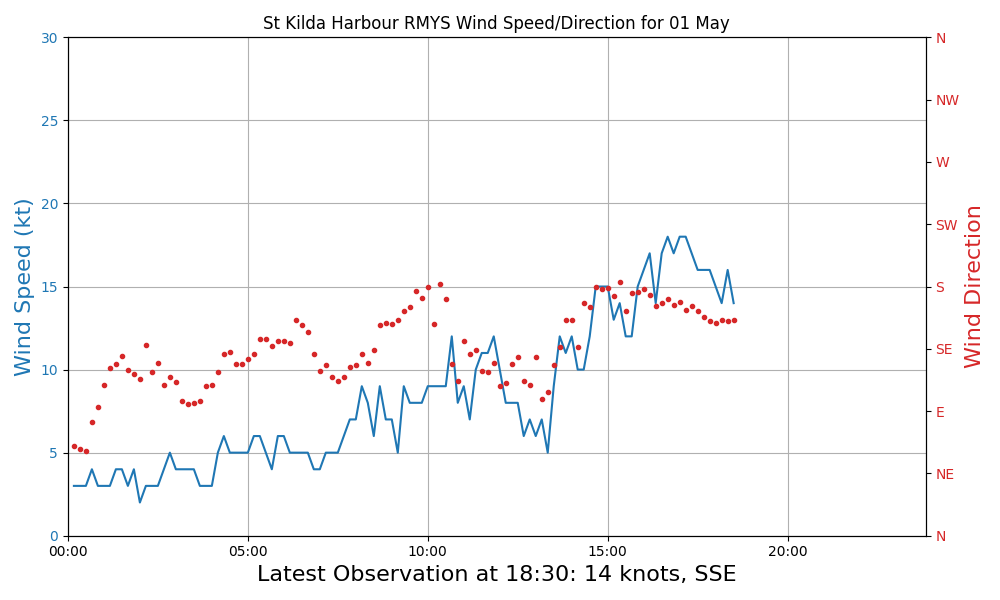 St Kilda Harbour RMYS Wind Speed/Direction for 01 May
Wind Speed (kt)
30
25
20
15
10
5
0
00:00
05:00
10:00
15:00
20:00
N
NW
W
SW
S
SE
E
NE
N
Wind Direction
Latest Observation at 18:30: 14 knots, SSE